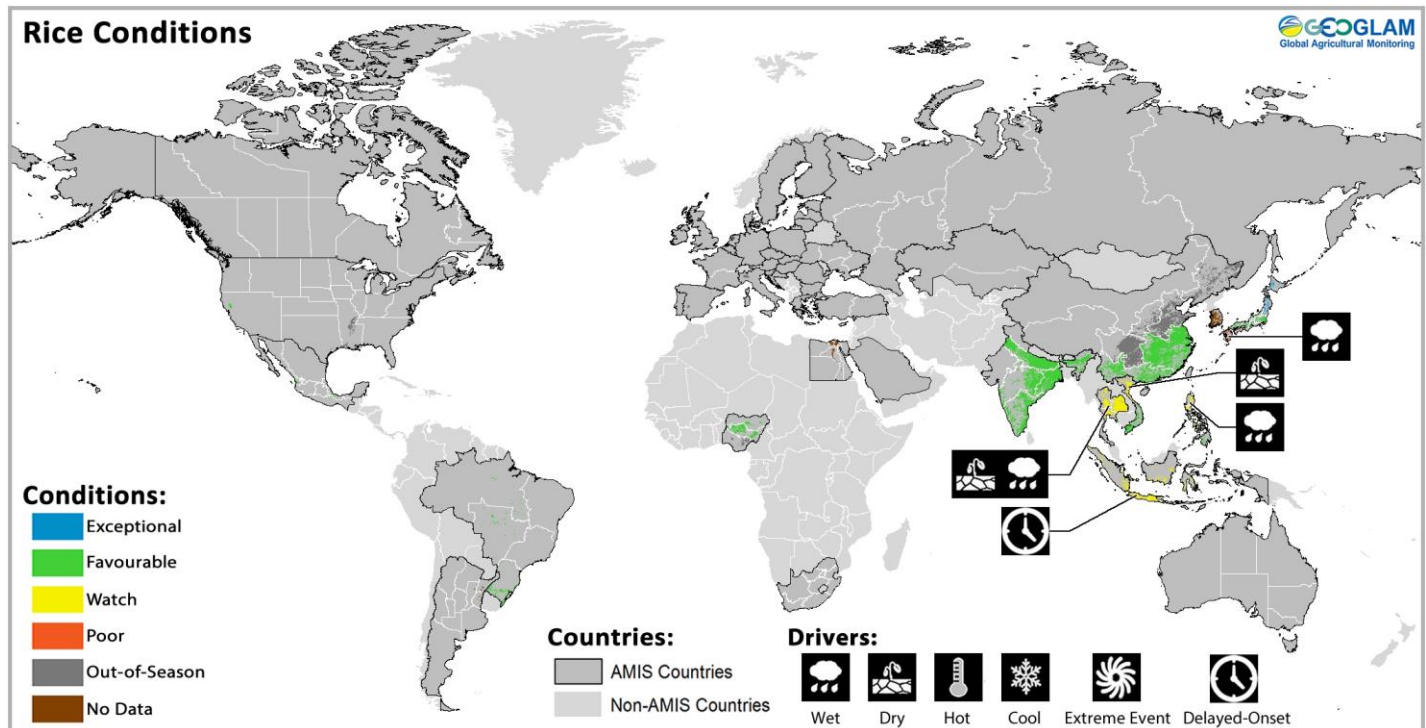 Rice Conditions
GEOGLAM
Global Agricultural Monitoring
Conditions:
Exceptional
Favourable
Watch
Poor
Out-of-Season
No Data
Countries:
AMIS Countries
Non-AMIS Countries
Drivers:
Wet
Dry
Hot
Cool
Extreme Event
Delayed-Onset